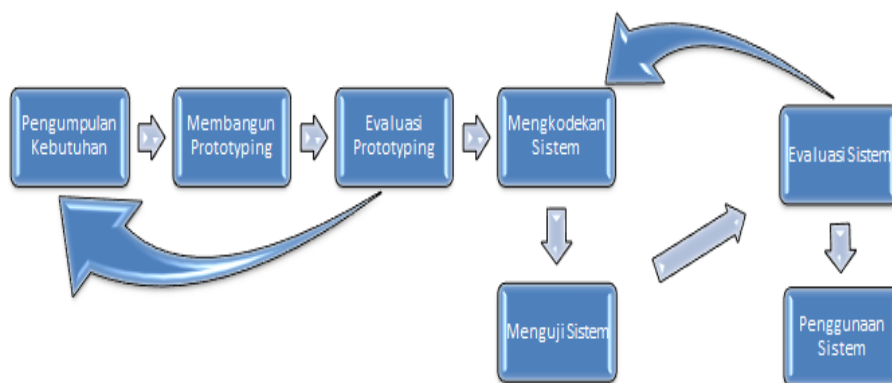 Pengumpulan
Kebutuhan
Membangun
Prototyping
Evaluasi
Prototyping
Mengkodekan
Sistem
Evaluasi Sistem
Menguji Sistem
Penggunaan
Sistem